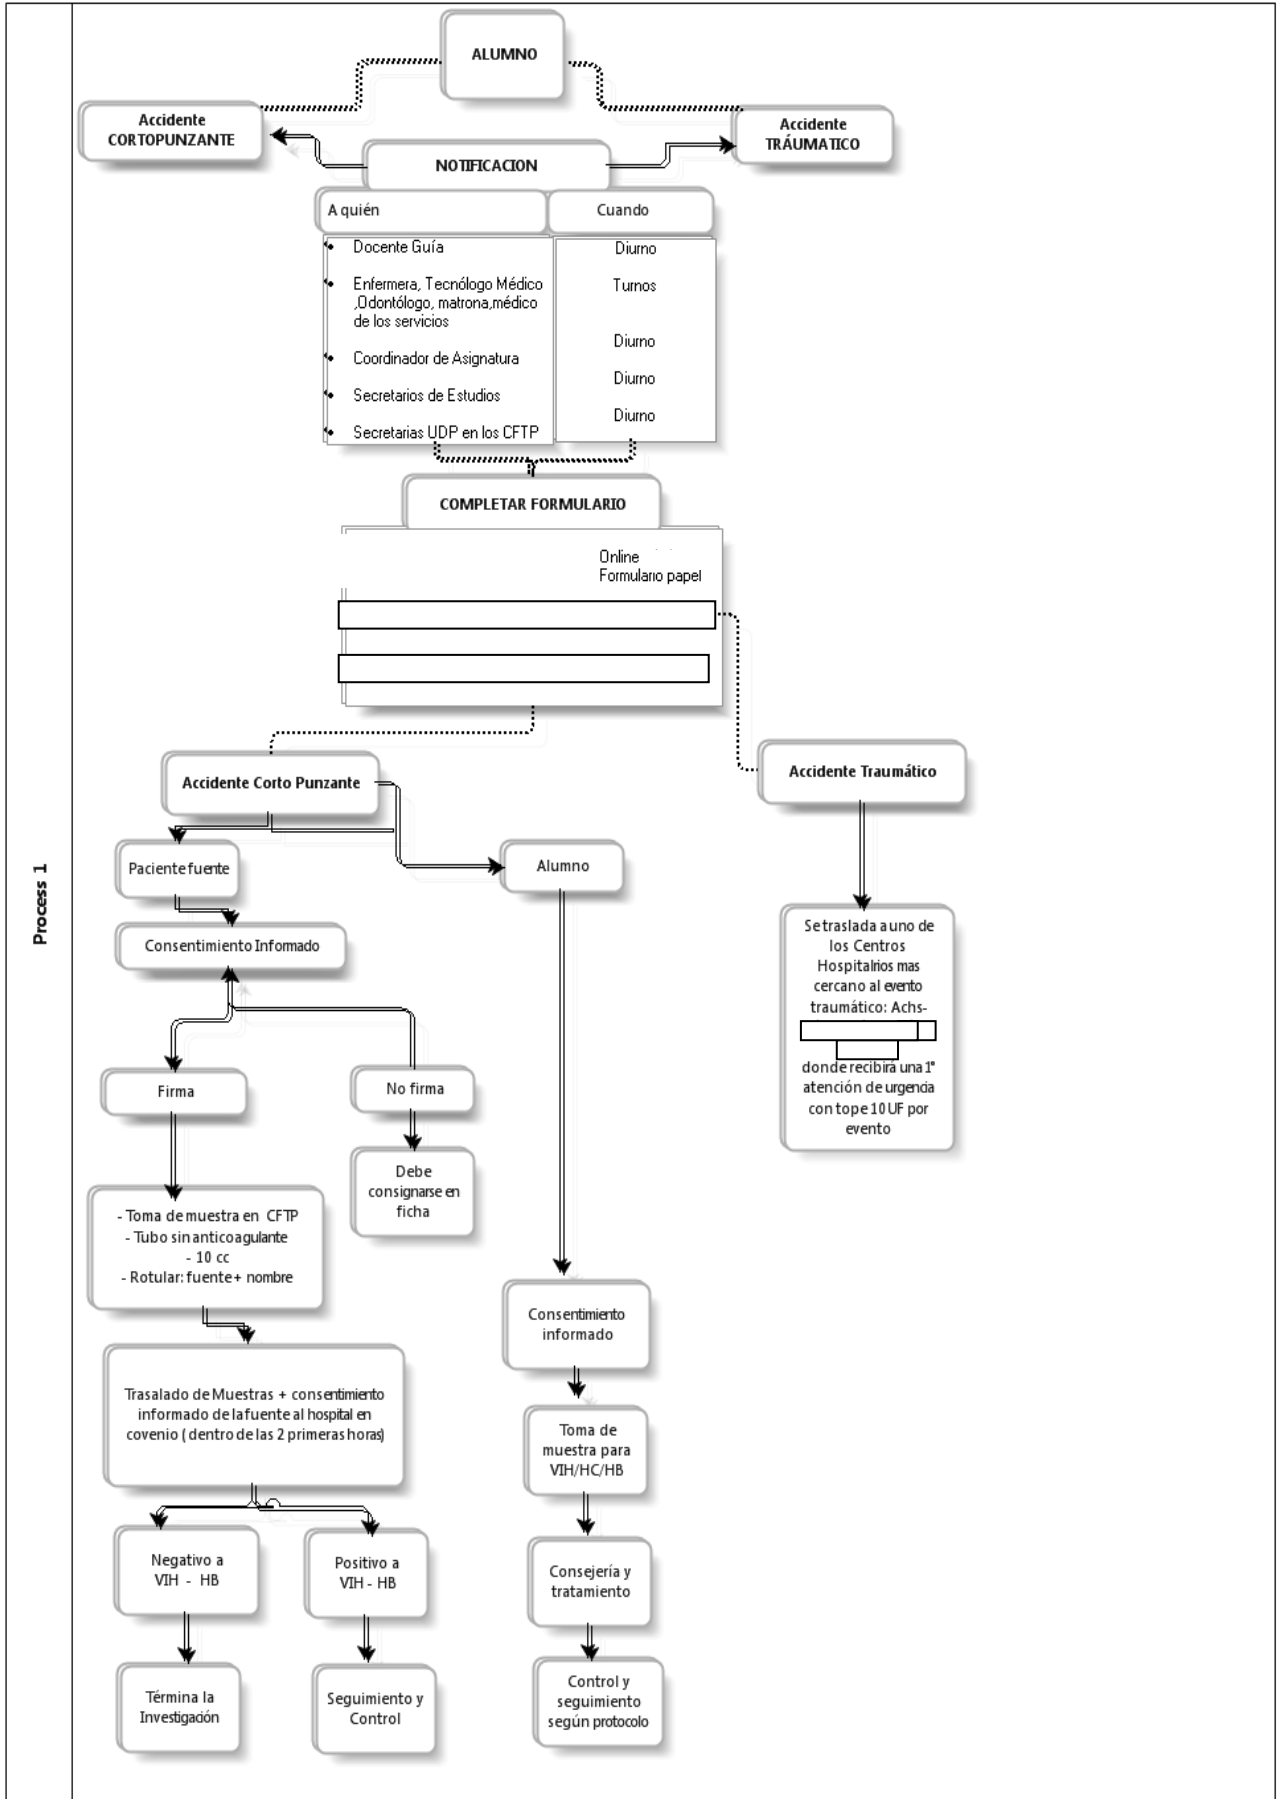 ALUMNO
Accidente
CORTOPUNZANTE
Accidente
TRÁUMATICO
NOTIFICACION
A quién
Cuando
• Docente Guía
Diurno
• Enfermera, Tecnólogo Médico
,Odontólogo, matrona,médico
de los servicios
Turnos
• Coordinador de Asignatura
Diurno
• Secretarios de Estudios
Diurno
• Secretarias UDP en los CFTP
Diurno
COMPLETAR FORMULARIO
Online
Formulario papel
Accidente Corto Punzante
Accidente Traumático
Paciente fuente
Alumno
Consentimiento Informado
Se traslada a uno de
los Centros
Hospitalrios mas
cercano al evento
traumático: Achs-
donde recibirá una 1°
atención de urgencia
con tope 10 UF por
evento
Firma
No firma
Debe
consignarse en
ficha
- Toma de muestra en CFTP
- Tubo sin anticoagulante
- 10 cc
- Rotular: fuente + nombre
Consentimiento
informado
Trasalado de Muestras + consentimiento
informado de la fuente al hospital en
covenio ( dentro de las 2 primeras horas)
Toma de
muestra para
VIH/HC/HB
Negativo a
VIH - HB
Positivo a
VIH - HB
Consejería y
tratamiento
Términa la
Investigación
Seguimiento y
Control
Control y
seguimiento
según protocolo
Process 1